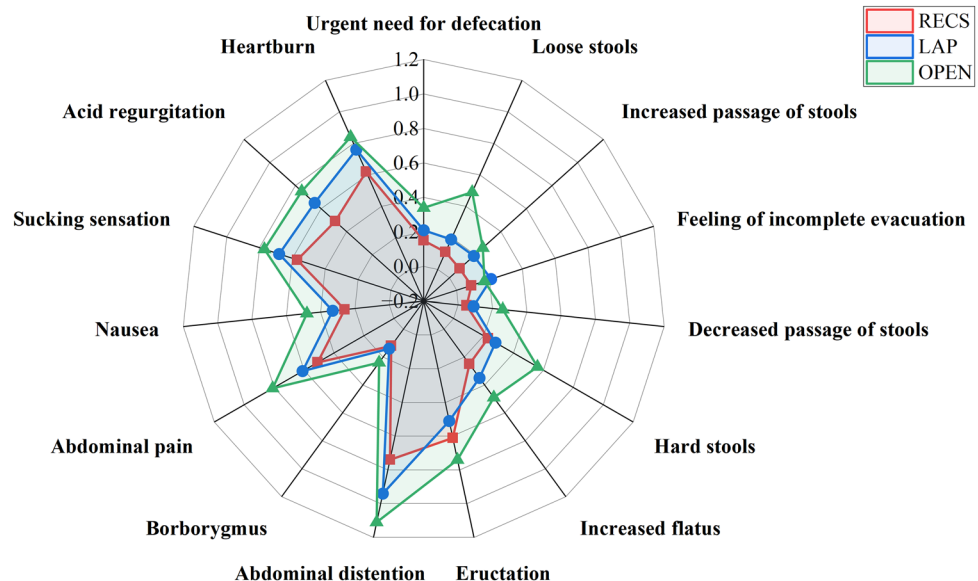 Urgent need for defecation
RECS
LAP
OPEN
Heartburn
Loose stools
1.2
1.0
0.8
0.6
0.4
0.2
0.0
−0.2
Acid regurgitation
Increased passage of stools
Sucking sensation
Feeling of incomplete evacuation
Nausea
Decreased passage of stools
Abdominal pain
Hard stools
Borborygmus
Increased flatus
Abdominal distention
Eructation